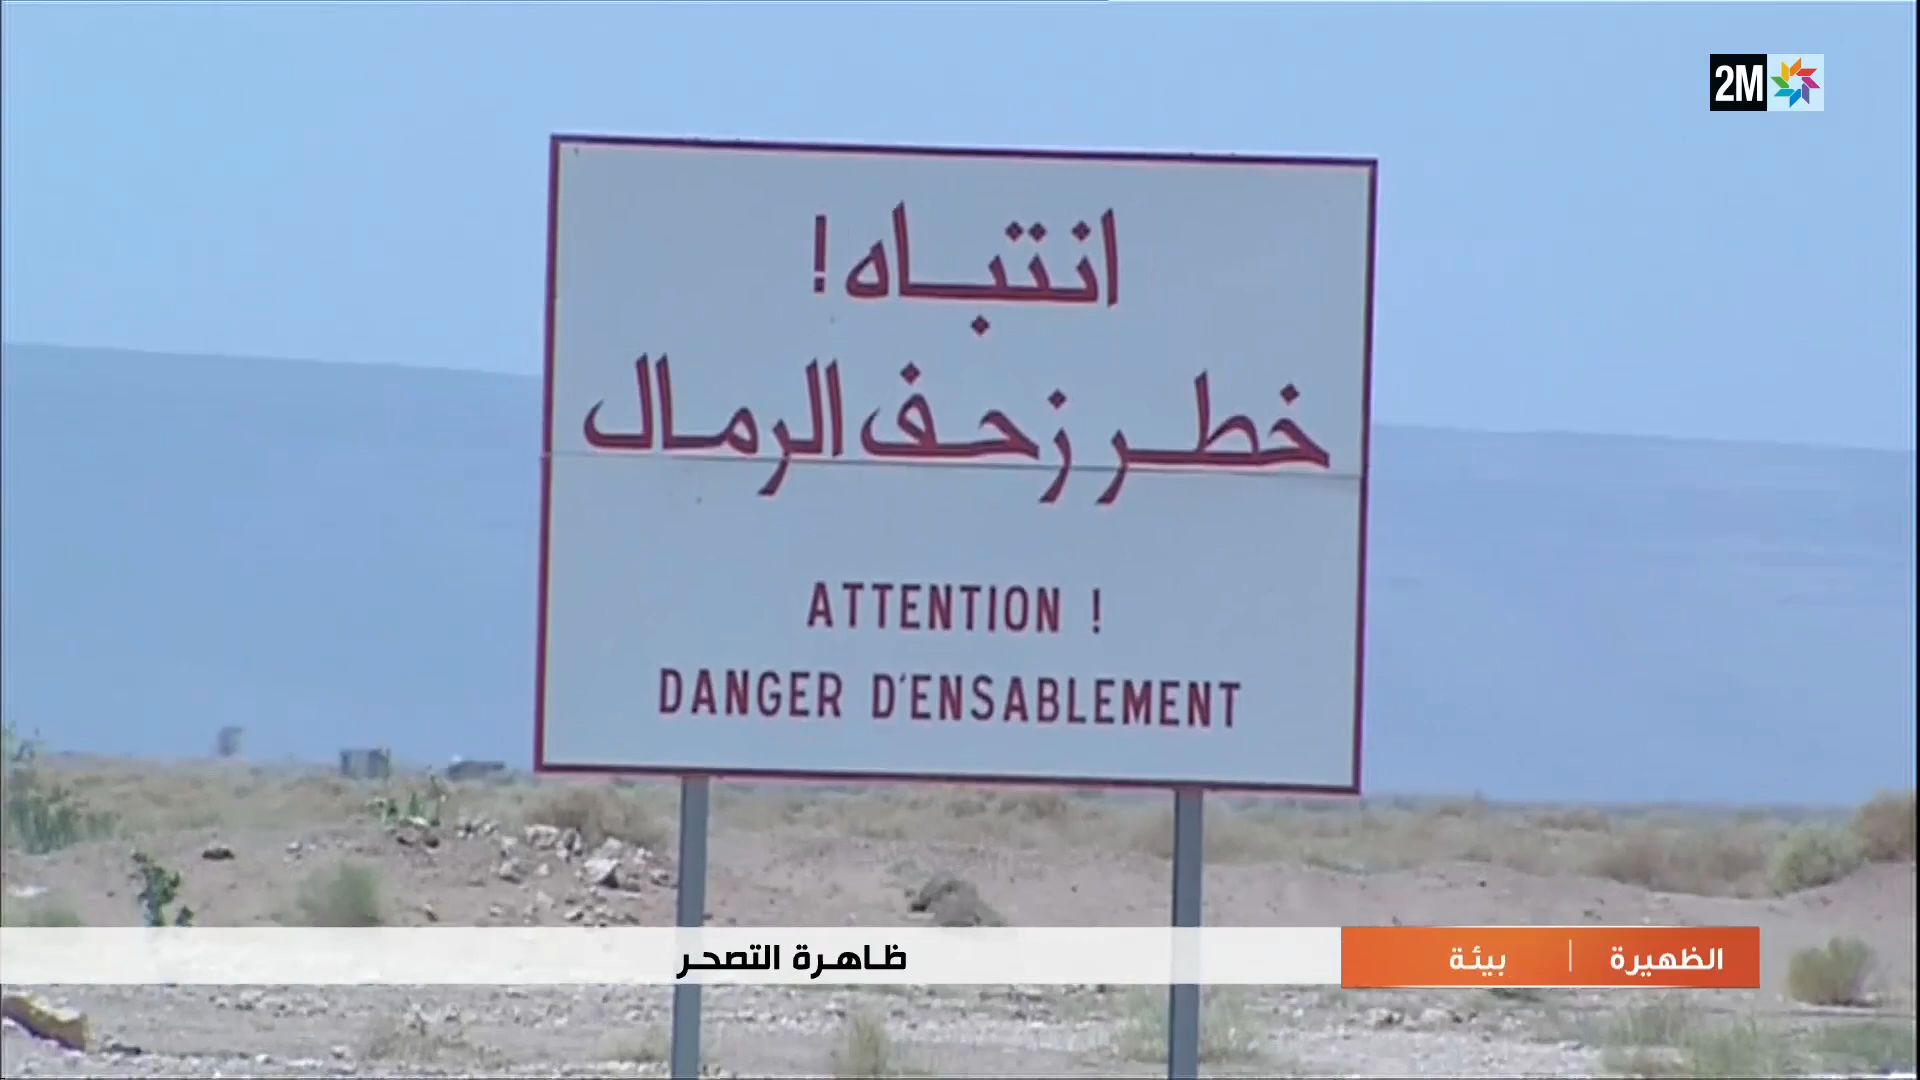 2M
انتباه!
خطر زحف الرمال
ATTENTION !
DANGER D'ENSABLEMENT
الظهيرة | بيئة
ظاهرة التصحر